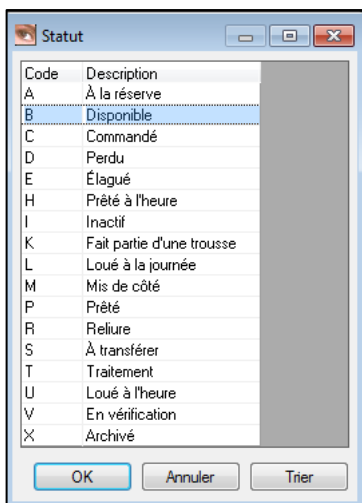 Statut
Code Description
A À la réserve
B Disponible
C Commandé
D Perdu
E Élagué
H Prêté à l'heure
I Inactif
K Fait partie d'une trousse
L Loué à la journée
M Mis de côté
P Prêté
R Reliure
S À transférer
T Traitement
U Loué à l'heure
V En vérification
X Archivé
OK Annuler Trier